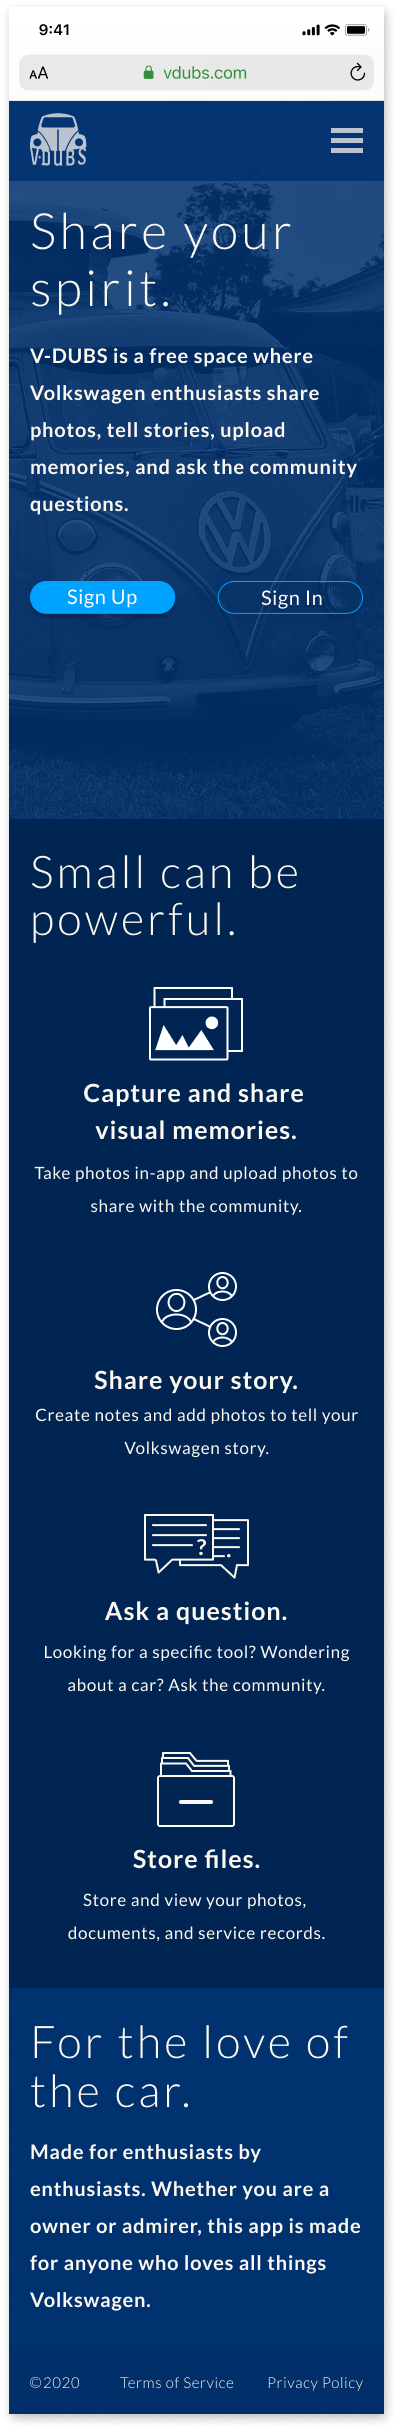 9:41
AA
vdubs.com
V-DUBS
Share your
spirit.
V-DUBS is a free space where
Volkswagen enthusiasts share
photos, tell stories, upload
memories, and ask the community
questions.
Sign Up
Sign In
Small can be
powerful.
Capture and share
visual memories.
Take photos in-app and upload photos to
share with the community.
Share your story.
Create notes and add photos to tell your
Volkswagen story.
?
Ask a question.
Looking for a specific tool? Wondering
about a car? Ask the community.
Store files.
Store and view your photos,
documents, and service records.
For the love of
the car.
Made for enthusiasts by
enthusiasts. Whether you are a
owner or admirer, this app is made
for anyone who loves all things
Volkswagen.
©2020 Terms of Service Privacy Policy